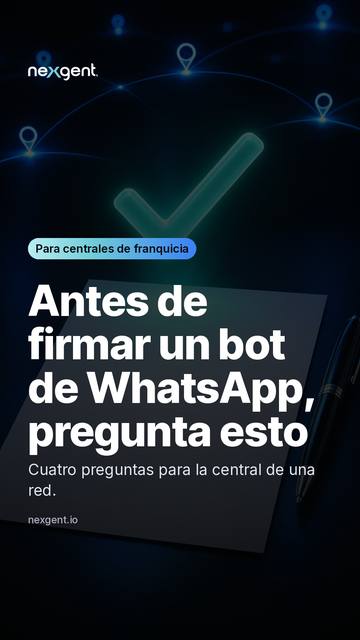 nexgent.
Para centrales de franquicia
Antes de
firmar un bot
de WhatsApp,
pregunta esto
Cuatro preguntas para la central de una
red.
nexgent.io